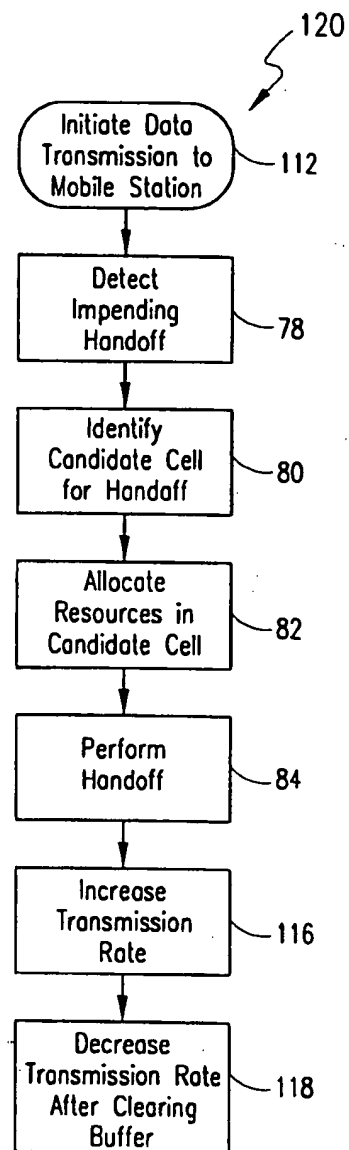 120
Initiate Data
Transmission to
Mobile Station
112
Detect
Impending
Handoff
78
Identify
Candidate Cell
for Handoff
80
Allocate
Resources in
Candidate Cell
82
Perform
Handoff
84
Increase
Transmission
Rate
116
Decrease
Transmission Rate
After Clearing
Buffer
118